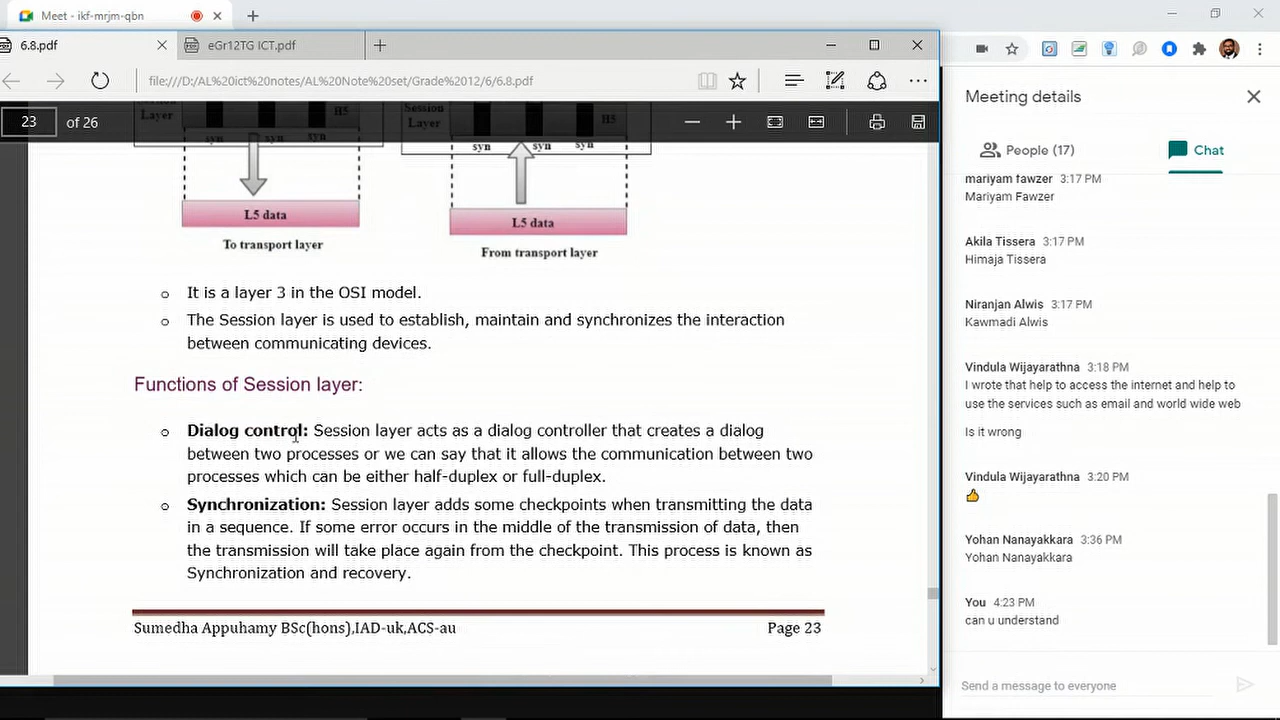 Meet - ikf-mrjm-qbn
6.8.pdf
eGr12TG ICT.pdf
file:///D:/AL%20ict%20notes/AL%20Note%20set/Grade%2012/6/6.8.pdf
23 of 26
Layer
H5
Session
Layer
H5
syn syn syn
syn syn syn
L5 data
L5 data
To transport layer
From transport layer
It is a layer 3 in the OSI model.
The Session layer is used to establish, maintain and synchronizes the interaction
between communicating devices.
Functions of Session layer:
Dialog control: Session layer acts as a dialog controller that creates a dialog
between two processes or we can say that it allows the communication between two
processes which can be either half-duplex or full-duplex.
Synchronization: Session layer adds some checkpoints when transmitting the data
in a sequence. If some error occurs in the middle of the transmission of data, then
the transmission will take place again from the checkpoint. This process is known as
Synchronization and recovery.
Sumedha Appuhamy BSc(hons),IAD-uk,ACS-au
Page 23
Meeting details
People (17)
Chat
mariyam fawzer 3:17 PM
Mariyam Fawzer
Akila Tissera 3:17 PM
Himaja Tissera
Niranjan Alwis 3:17 PM
Kawmadi Alwis
Vindula Wijayarathna 3:18 PM
I wrote that help to access the internet and help to
use the services such as email and world wide web
Is it wrong
Vindula Wijayarathna 3:20 PM
👍
Yohan Nanayakkara 3:36 PM
Yohan Nanayakkara
You 4:23 PM
can u understand
Send a message to everyone